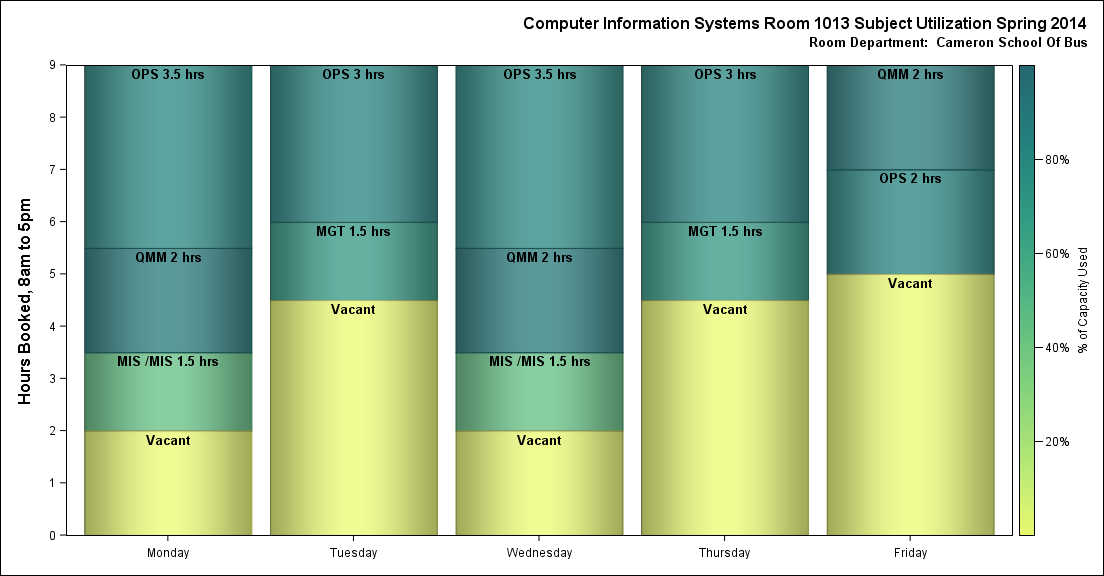 Computer Information Systems Room 1013 Subject Utilization Spring 2014
Room Department: Cameron School Of Bus
Hours Booked, 8am to 5pm
9
8
7
6
5
4
3
2
1
0
OPS 3.5 hrs
QMM 2 hrs
MIS /MIS 1.5 hrs
Vacant
OPS 3 hrs
MGT 1.5 hrs
Vacant
OPS 3.5 hrs
QMM 2 hrs
MIS /MIS 1.5 hrs
Vacant
OPS 3 hrs
MGT 1.5 hrs
Vacant
QMM 2 hrs
OPS 2 hrs
Vacant
Monday Tuesday Wednesday Thursday Friday
80%
60%
40%
20%
% of Capacity Used